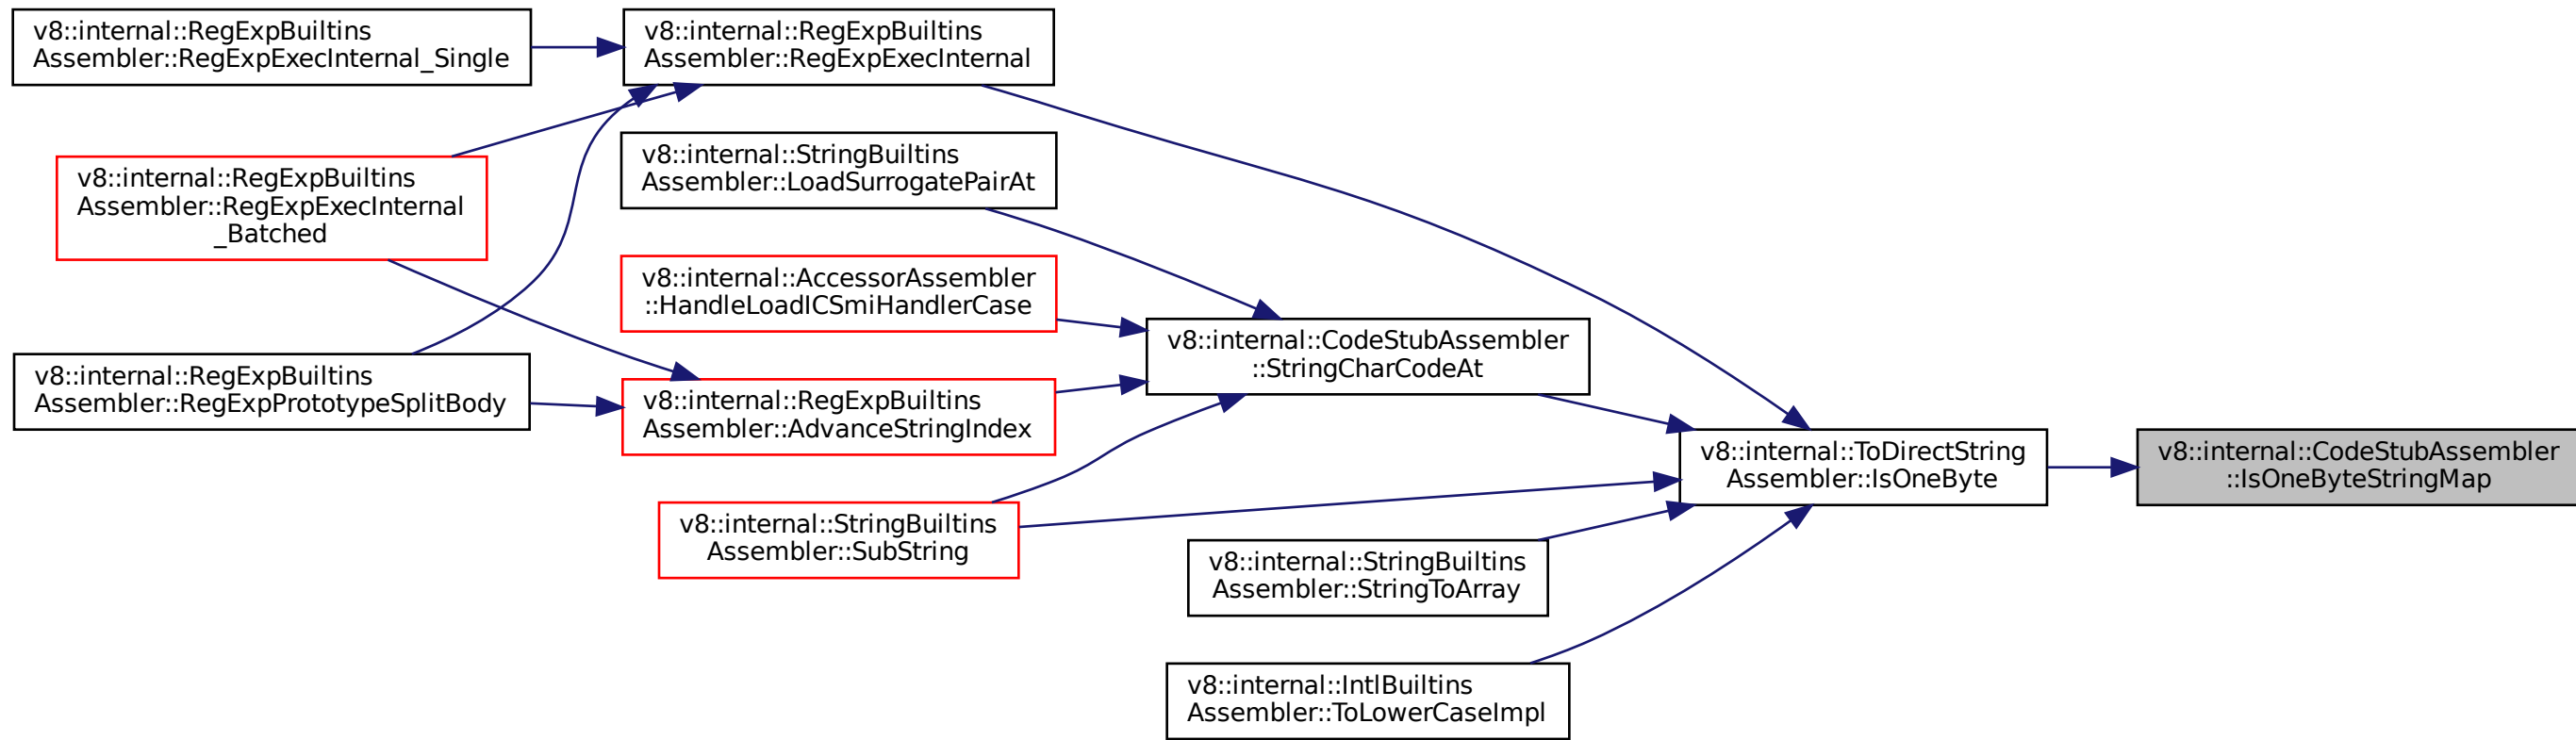 v8::internal::RegExpBuiltins
Assembler::RegExpExecInternal_Single
v8::internal::RegExpBuiltins
Assembler::RegExpExecInternal
v8::internal::RegExpBuiltins
Assembler::RegExpExecInternal
_Batched
v8::internal::StringBuiltins
Assembler::LoadSurrogatePairAt
v8::internal::AccessorAssembler
::HandleLoadICSmiHandlerCase
v8::internal::CodeStubAssembler
::StringCharCodeAt
v8::internal::RegExpBuiltins
Assembler::RegExpPrototypeSplitBody
v8::internal::RegExpBuiltins
Assembler::AdvanceStringIndex
v8::internal::ToDirectString
Assembler::IsOneByte
v8::internal::CodeStubAssembler
::IsOneByteStringMap
v8::internal::StringBuiltins
Assembler::SubString
v8::internal::StringBuiltins
Assembler::StringToArray
v8::internal::IntlBuiltins
Assembler::ToLowerCaseImpl